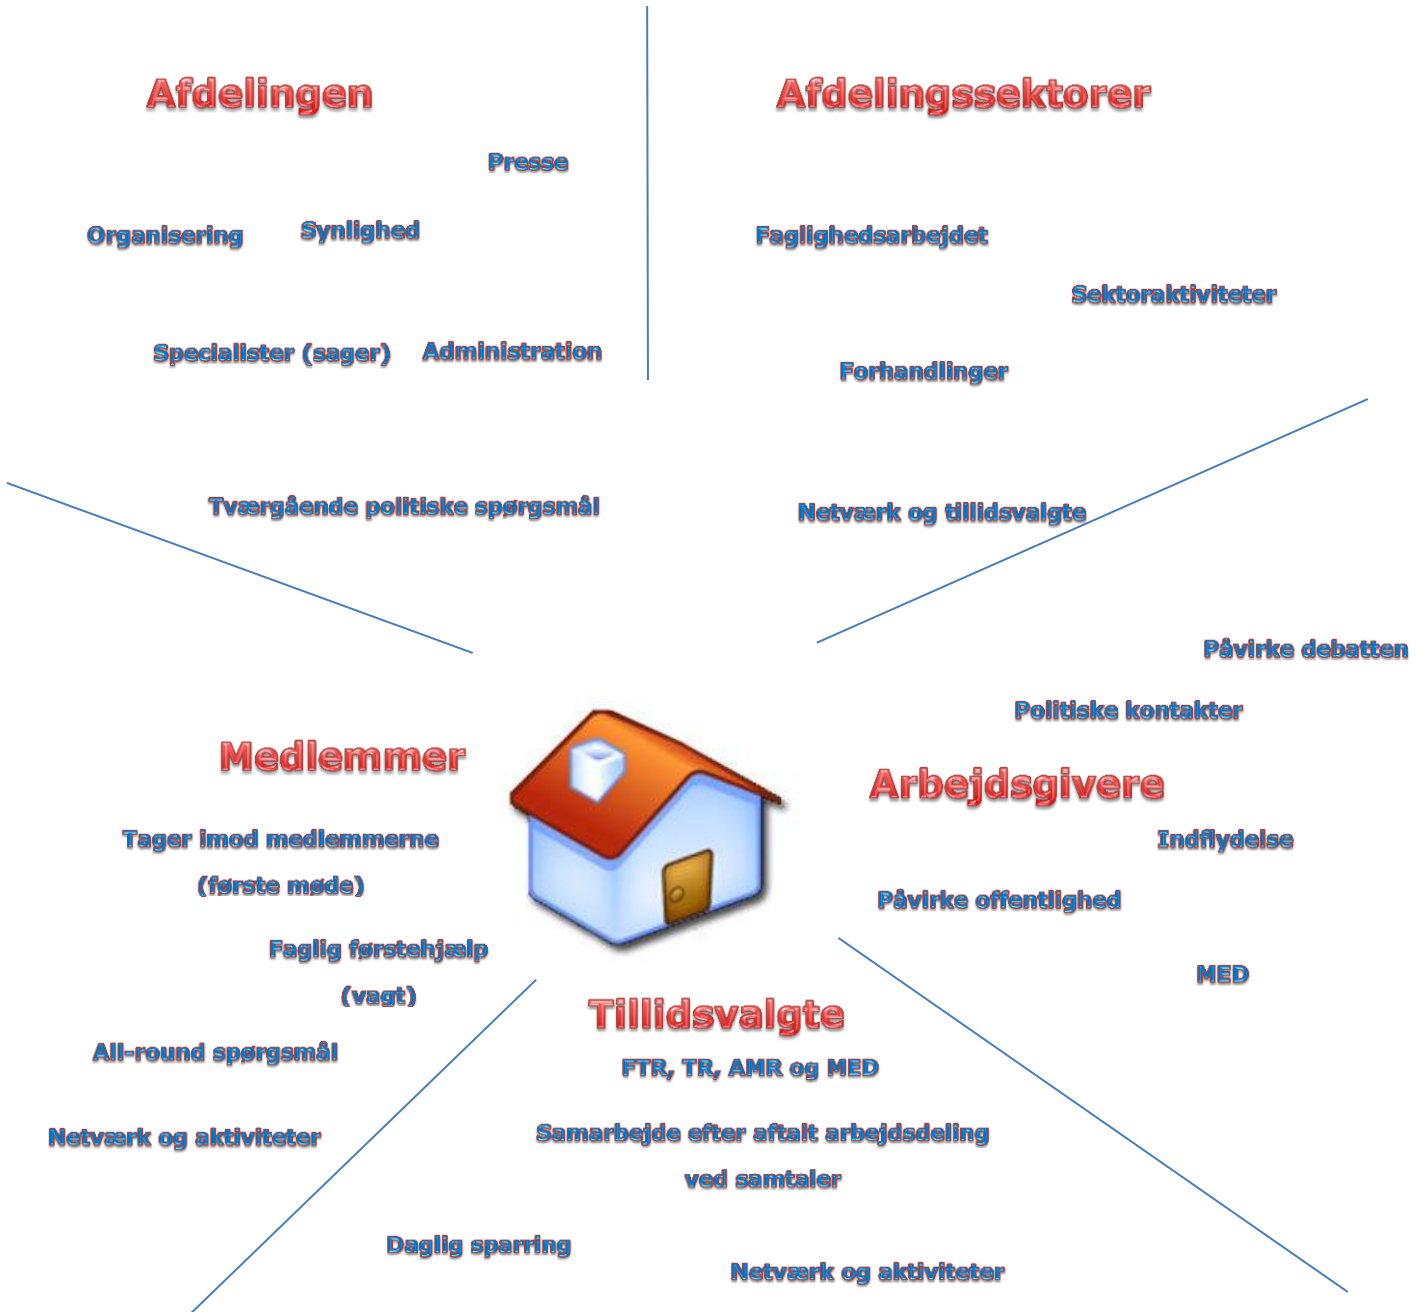 Afdelingen
Presse
Organisering
Synlighed
Specialister (sager)
Administration
Tværgående politiske spørgsmål
Afdelingssektorer
Faglighedsarbejdet
Sektoraktiviteter
Forhandlinger
Netværk og tillidsvalgte
Medlemmer
Tager imod medlemmerne
(første møde)
Faglig førstehjælp
(vagt)
All-round spørgsmål
Netværk og aktiviteter
Påvirke debatten
Politiske kontakter
Arbejdsgivere
Indflydelse
Påvirke offentlighed
MED
Tillidsvalgte
FTR, TR, AMR og MED
Samarbejde efter aftalt arbejdsdeling
ved samtaler
Daglig sparring
Netværk og aktiviteter